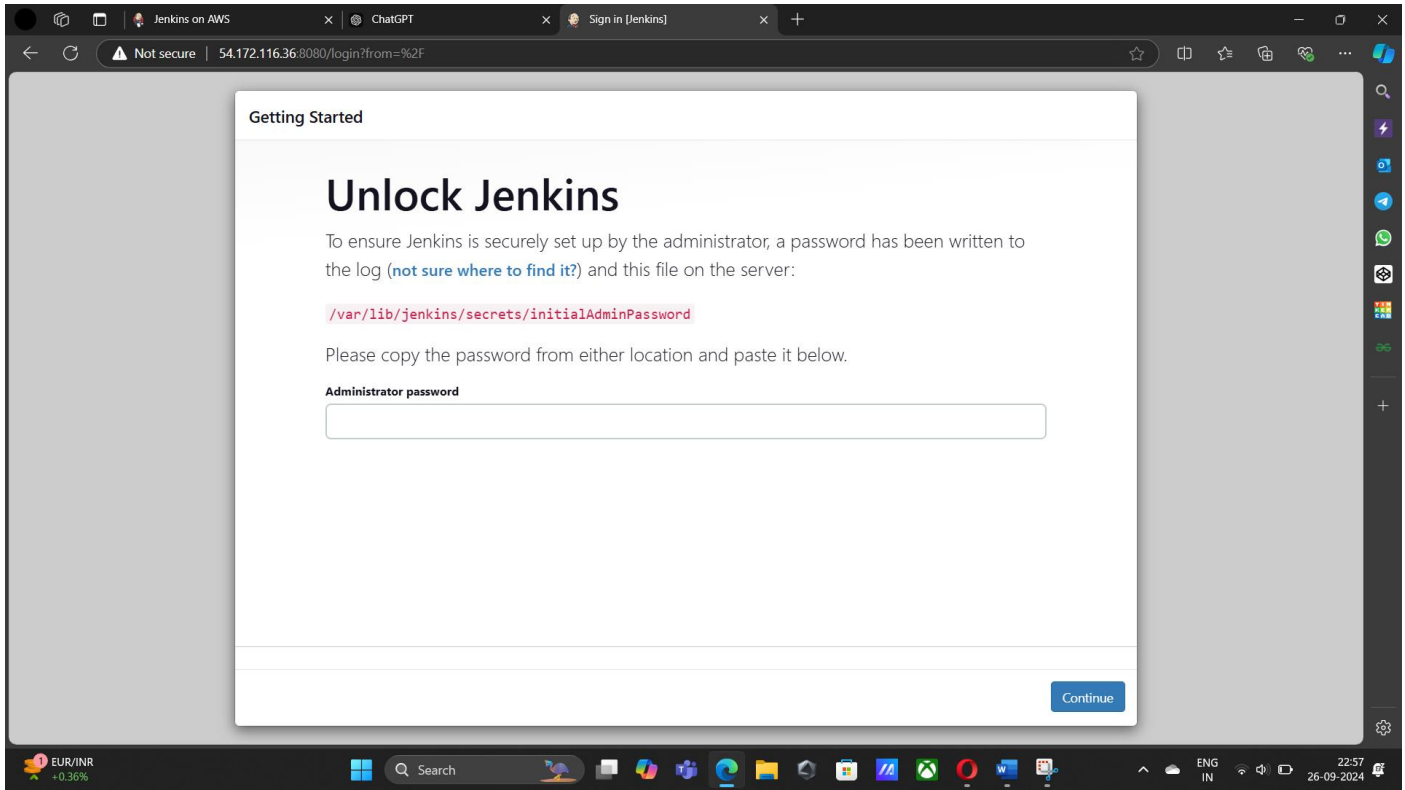 Jenkins on AWS
ChatGPT
Sign in [Jenkins]
Not secure
54.172.116.36:8080/login?from=%2F
Getting Started
Unlock Jenkins
To ensure Jenkins is securely set up by the administrator, a password has been written to
the log (not sure where to find it?) and this file on the server:
/var/lib/jenkins/secrets/initialAdminPassword
Please copy the password from either location and paste it below.
Administrator password
Continue
1
EUR/INR
+0.36%
Search
ENG
IN
22:57
26-09-2024